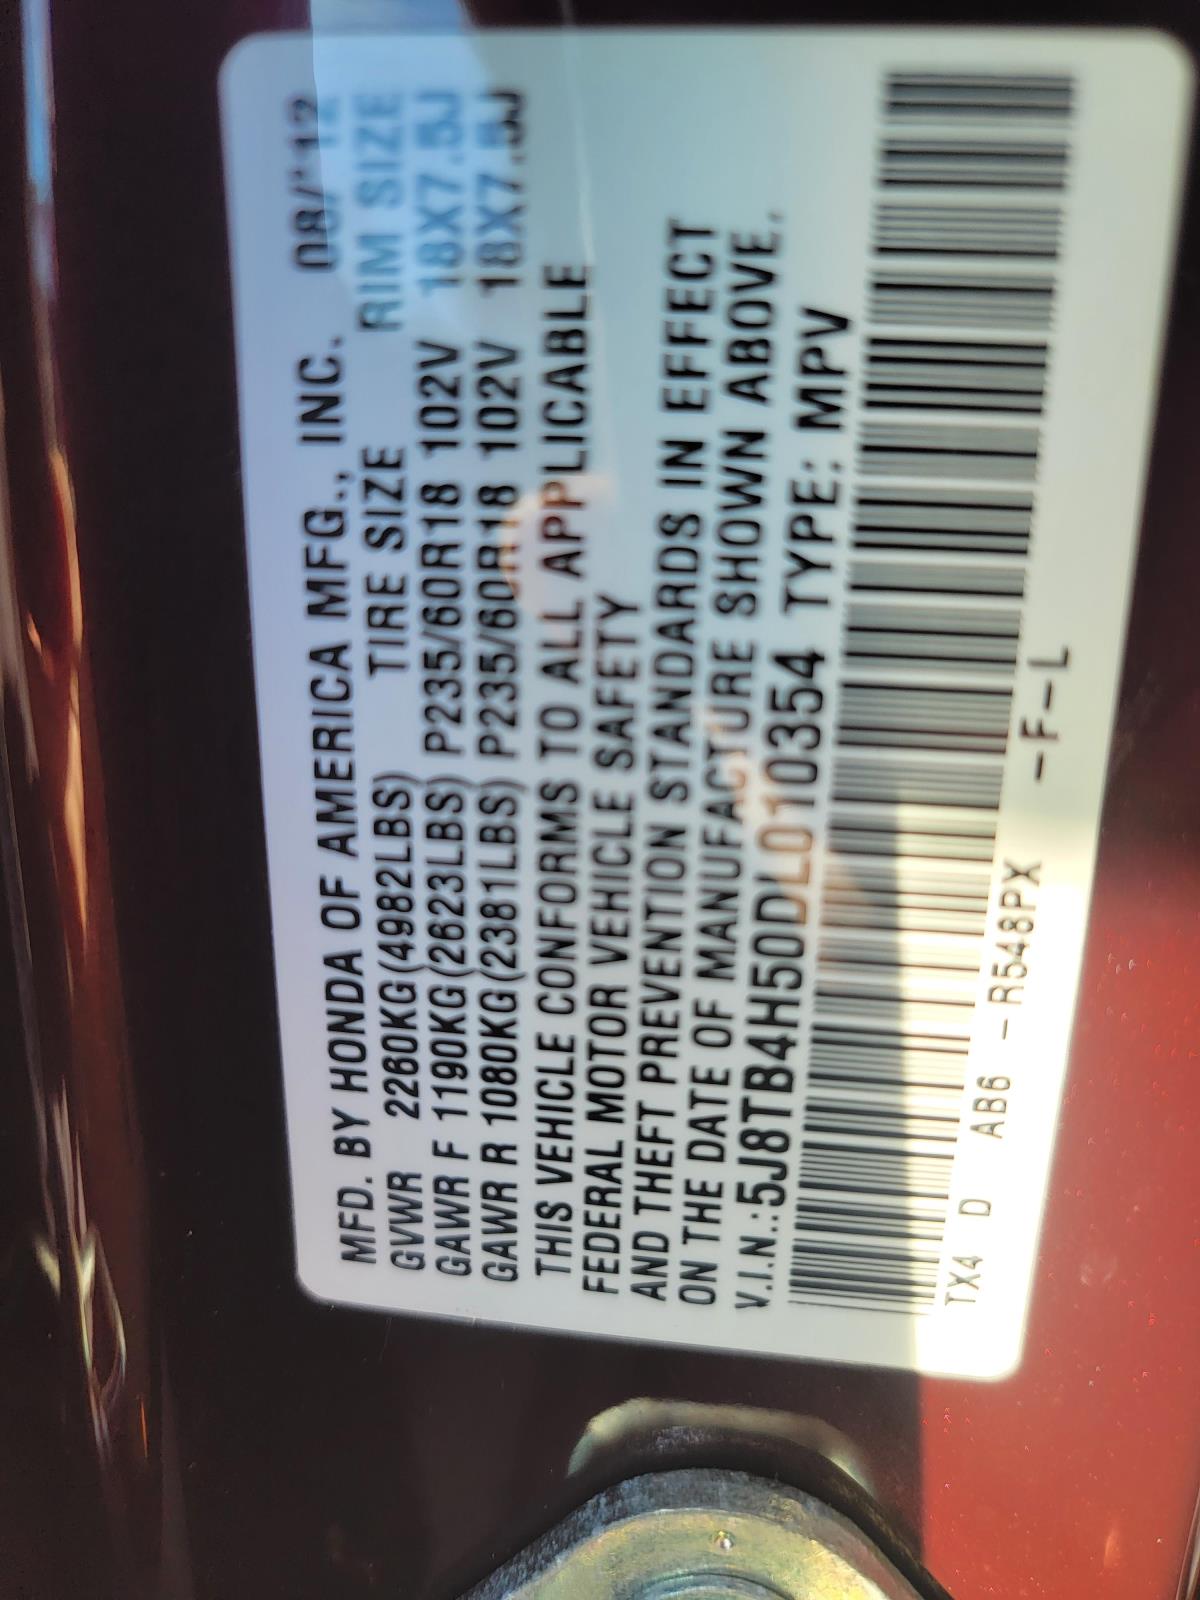 MFD. BY HONDA OF AMERICA MFG., INC. 08/'12
GVWR 2260KG(4982LBS) TIRE SIZE RIM SIZE
GAWR F 1190KG(2623LBS) P235/60R18 102V 18X7.5J
GAWR R 1080KG(2381LBS) P235/60R18 102V 18X7.5J
THIS VEHICLE CONFORMS TO ALL APPLICABLE
FEDERAL MOTOR VEHICLE SAFETY
AND THEFT PREVENTION STANDARDS IN EFFECT
ON THE DATE OF MANUFACTURE SHOWN ABOVE.
V.I.N.:5J8TB4H50DL010354 TYPE: MPV
TX4 D AB6 -R548PX -F-L